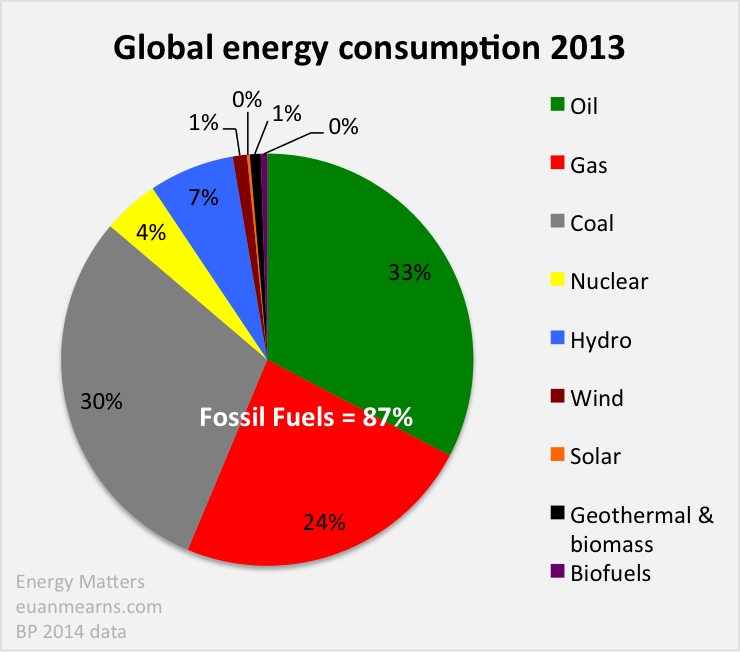 Global energy consumption 2013
0%
1%
1%
0%
7%
4%
33%
30%
Fossil Fuels = 87%
24%
Oil
Gas
Coal
Nuclear
Hydro
Wind
Solar
Geothermal &
biomass
Biofuels
Energy Matters
euanmearns.com
BP 2014 data